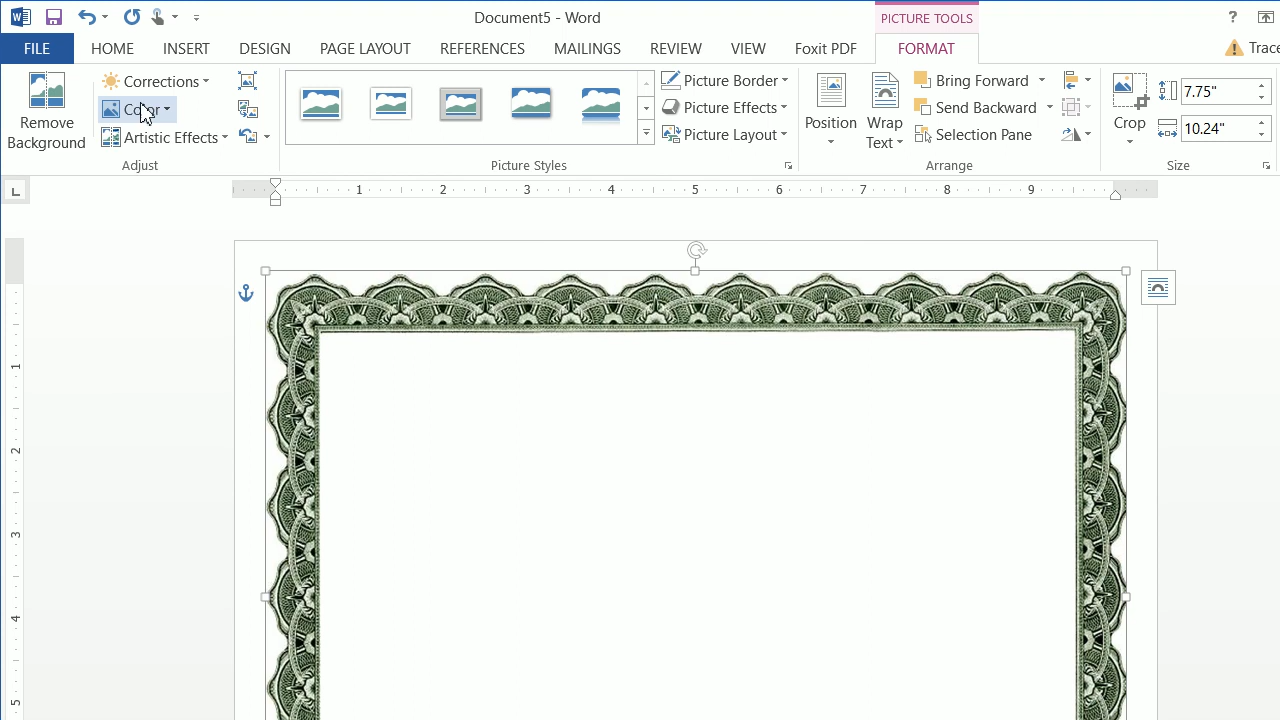 Document5 - Word
PICTURE TOOLS
?
FILE
HOME
INSERT
DESIGN
PAGE LAYOUT
REFERENCES
MAILINGS
REVIEW
VIEW
Foxit PDF
FORMAT
Trace
Remove
Background
Corrections
Color
Artistic Effects
Adjust
Picture Styles
Picture Border
Picture Effects
Picture Layout
Position
Wrap
Text
Bring Forward
Send Backward
Selection Pane
Arrange
Crop
7.75"
10.24"
Size
L
1 2 3 4 5 6 7 8 9
1
2
3
4
5